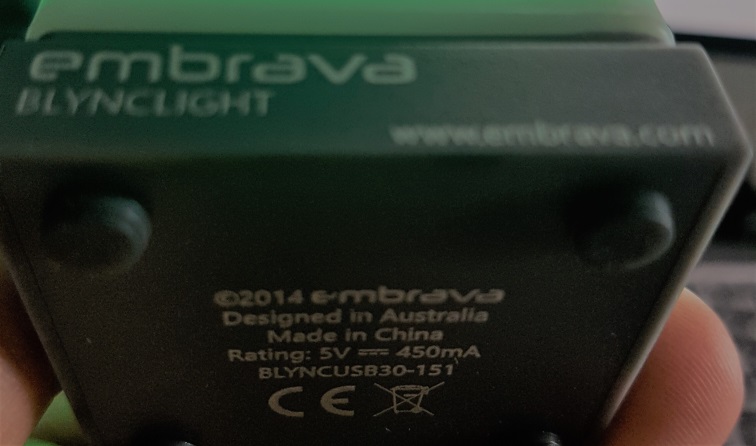 embrava
BLYNCLIGHT
www.embrava.com
©2014 embrava
Designed in Australia
Made in China
Rating: 5V ⎓ 450mA
BLYNCUSB30-151
CE